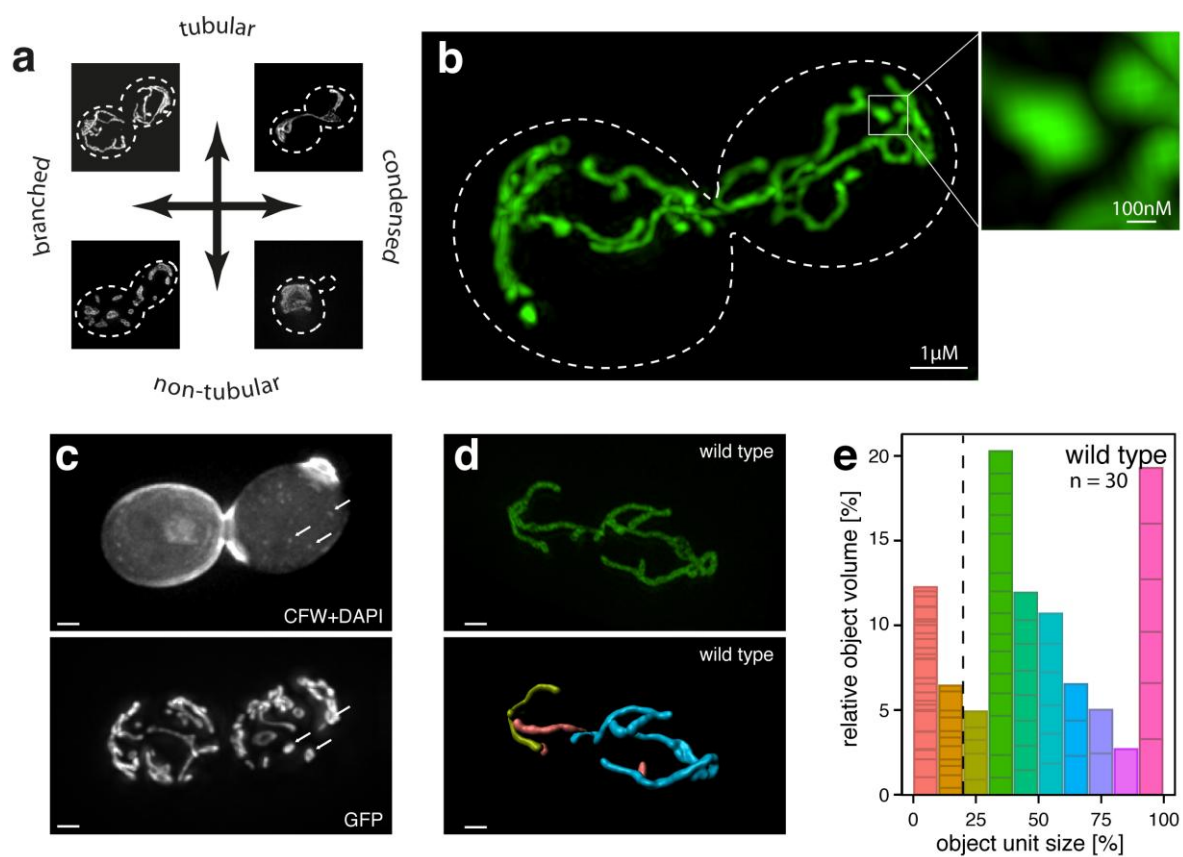 a
tubular
branched
condensed
non-tubular
b
1µM
100nM
c
CFW+DAPI
GFP
d
wild type
wild type
e
wild type
n = 30
relative object volume [%]
20
15
10
5
0
0 25 50 75 100
object unit size [%]